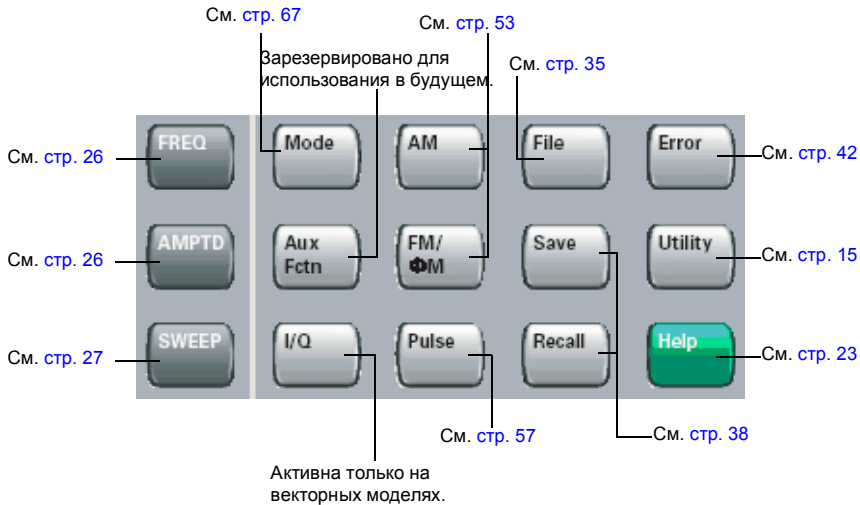 См. стр. 67
См. стр. 53
Зарезервировано для
использования в будущем.
См. стр. 35
См. стр. 26
FREQ
Mode
AM
File
Error
См. стр. 42
См. стр. 26
AMPTD
Aux
Fctn
FM/
ΦM
Save
Utility
См. стр. 15
См. стр. 27
SWEEP
I/Q
Pulse
Recall
Help
См. стр. 23
См. стр. 57
См. стр. 38
Активна только на
векторных моделях.